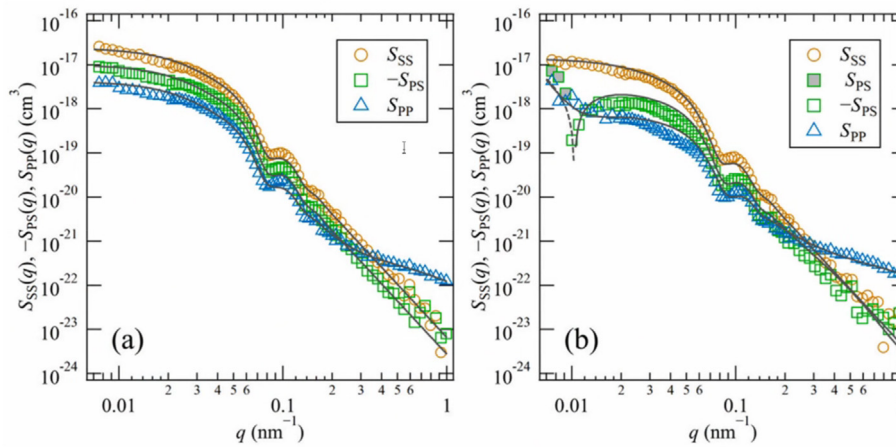 S_SS(q), −S_PS(q), S_PP(q) (cm³)
10⁻¹⁶
10⁻¹⁷
10⁻¹⁸
10⁻¹⁹
10⁻²⁰
10⁻²¹
10⁻²²
10⁻²³
10⁻²⁴
S_SS
−S_PS
S_PP
(a)
0.01 2 3 4 5 6 0.1 2 3 4 5 6 1
q (nm⁻¹)
S_SS(q), −S_PS(q), S_PP(q) (cm³)
10⁻¹⁶
10⁻¹⁷
10⁻¹⁸
10⁻¹⁹
10⁻²⁰
10⁻²¹
10⁻²²
10⁻²³
10⁻²⁴
S_SS
S_PS
−S_PS
S_PP
(b)
0.01 2 3 4 5 6 0.1 2 3 4 5 6
q (nm⁻¹)